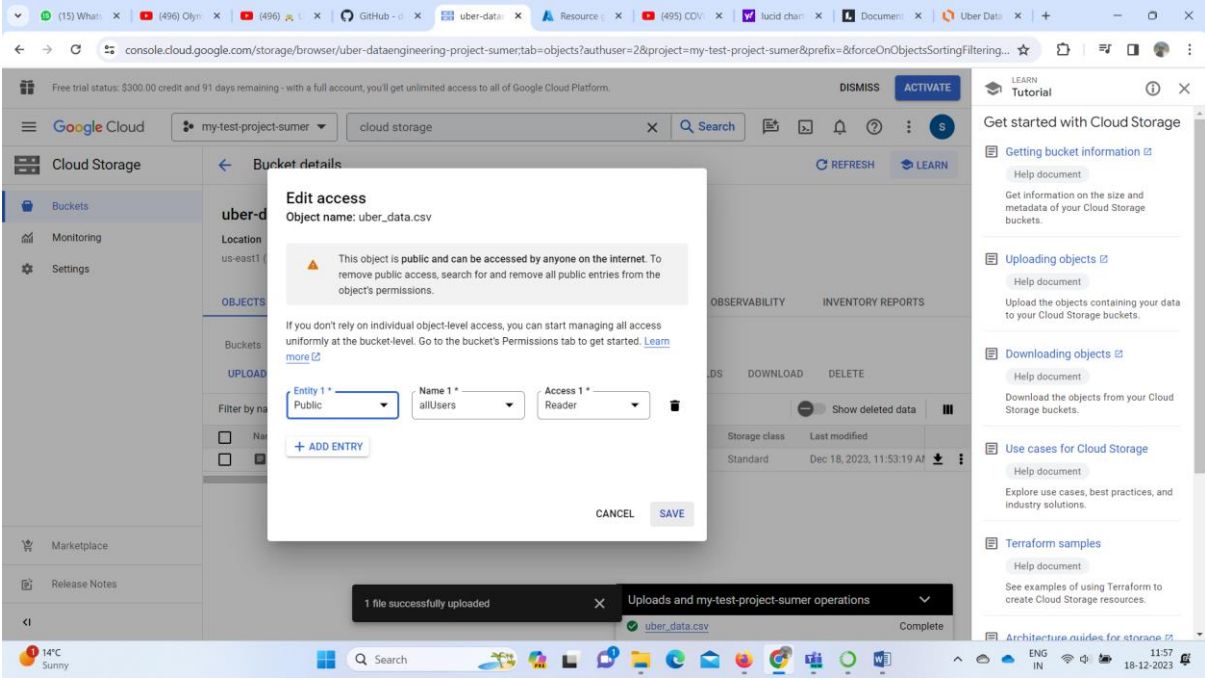 (15) Whats
(496) Olym
(496)
GitHub - d
uber-data
Resource g
(495) COVI
lucid chart
Document
Uber Data
console.cloud.google.com/storage/browser/uber-dataengineering-project-sumer;tab=objects?authuser=2&project=my-test-project-sumer&prefix=&forceOnObjectsSortingFiltering...
Free trial status: $300.00 credit and 91 days remaining - with a full account, you'll get unlimited access to all of Google Cloud Platform.
DISMISS
ACTIVATE
Google Cloud
my-test-project-sumer
cloud storage
Search
S
Cloud Storage
Bucket details
REFRESH
LEARN
Buckets
Monitoring
Settings
Marketplace
Release Notes
uber-d
Location
us-east1 (
OBJECTS
OBSERVABILITY
INVENTORY REPORTS
Buckets
UPLOAD
LDS
DOWNLOAD
DELETE
Filter by na
Show deleted data
Nar
Storage class
Last modified
Standard
Dec 18, 2023, 11:53:19 AM
Edit access
Object name: uber_data.csv
This object is public and can be accessed by anyone on the internet. To
remove public access, search for and remove all public entries from the
object's permissions.
If you don't rely on individual object-level access, you can start managing all access
uniformly at the bucket-level. Go to the bucket's Permissions tab to get started. Learn
more
Entity 1 *
Public
Name 1 *
allUsers
Access 1 *
Reader
+ ADD ENTRY
CANCEL
SAVE
1 file successfully uploaded
Uploads and my-test-project-sumer operations
uber_data.csv
Complete
LEARN
Tutorial
Get started with Cloud Storage
Getting bucket information
Help document
Get information on the size and
metadata of your Cloud Storage
buckets.
Uploading objects
Help document
Upload the objects containing your data
to your Cloud Storage buckets.
Downloading objects
Help document
Download the objects from your Cloud
Storage buckets.
Use cases for Cloud Storage
Help document
Explore use cases, best practices, and
industry solutions.
Terraform samples
Help document
See examples of using Terraform to
create Cloud Storage resources.
Architecture guides for storage
14°C
Sunny
Search
ENG
IN
11:57
18-12-2023